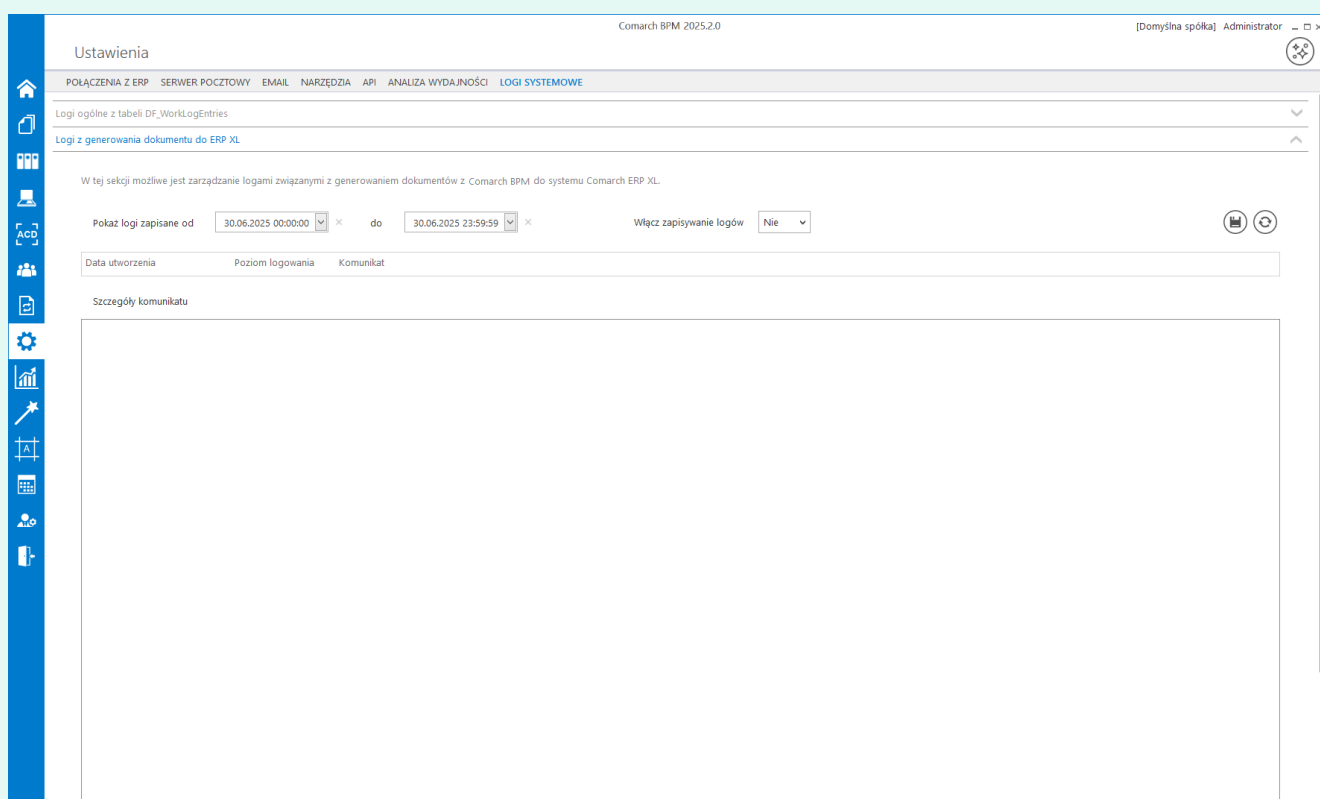 Comarch BPM 2025.2.0
[Domyślna spółka] Administrator
Ustawienia
POŁĄCZENIA Z ERP SERWER POCZTOWY EMAIL NARZĘDZIA API ANALIZA WYDAJNOŚCI LOGI SYSTEMOWE
Logi ogólne z tabeli DF_WorkLogEntries
Logi z generowania dokumentu do ERP XL
W tej sekcji możliwe jest zarządzanie logami związanymi z generowaniem dokumentów z Comarch BPM do systemu Comarch ERP XL.
Pokaż logi zapisane od 30.06.2025 00:00:00 do 30.06.2025 23:59:59 Włącz zapisywanie logów Nie
Data utworzenia Poziom logowania Komunikat
Szczegóły komunikatu
ACD
A